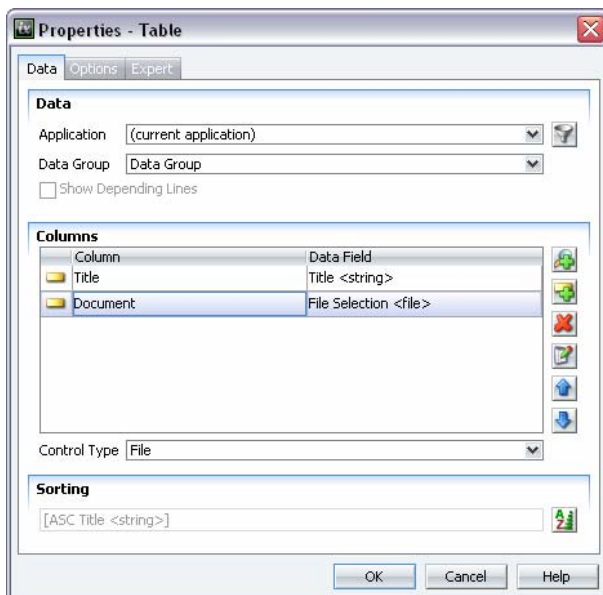 Properties - Table
Data Options Expert
Data
Application (current application)
Data Group Data Group
Show Depending Lines
Columns
Column Data Field
Title Title <string>
Document File Selection <file>
Control Type File
Sorting
[ASC Title <string>]
OK Cancel Help